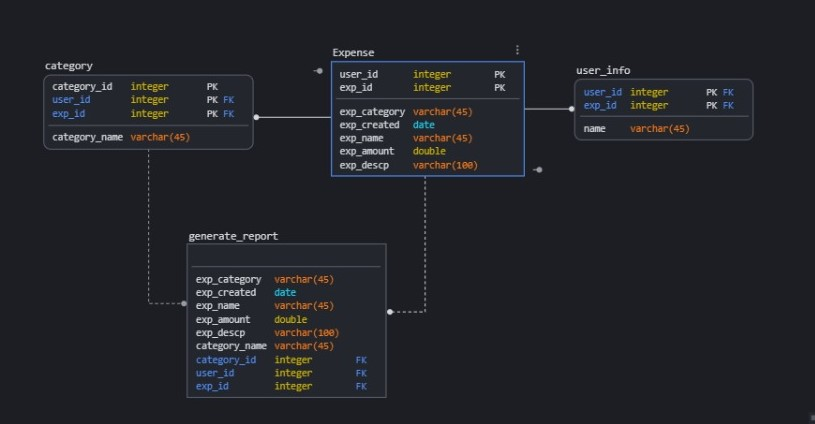 category
category_id integer PK
user_id integer PK FK
exp_id integer PK FK
category_name varchar(45)
Expense
user_id integer PK
exp_id integer PK
exp_category varchar(45)
exp_created date
exp_name varchar(45)
exp_amount double
exp_descp varchar(100)
user_info
user_id integer PK FK
exp_id integer PK FK
name varchar(45)
generate_report
exp_category varchar(45)
exp_created date
exp_name varchar(45)
exp_amount double
exp_descp varchar(100)
category_name varchar(45)
category_id integer FK
user_id integer FK
exp_id integer FK